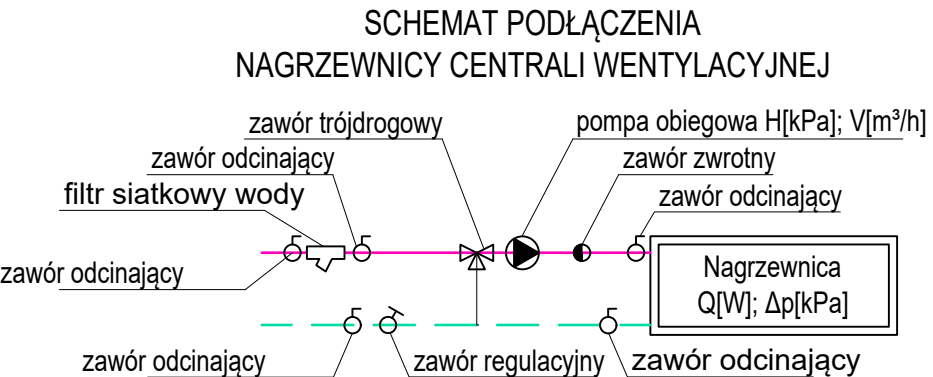 SCHEMAT PODŁĄCZENIA
NAGRZEWNICY CENTRALI WENTYLACYJNEJ
zawór trójdrogowy
pompa obiegowa H[kPa]; V[m³/h]
zawór odcinający
zawór zwrotny
filtr siatkowy wody
zawór odcinający
zawór odcinający
Nagrzewnica
Q[W]; Δp[kPa]
zawór odcinający
zawór regulacyjny
zawór odcinający